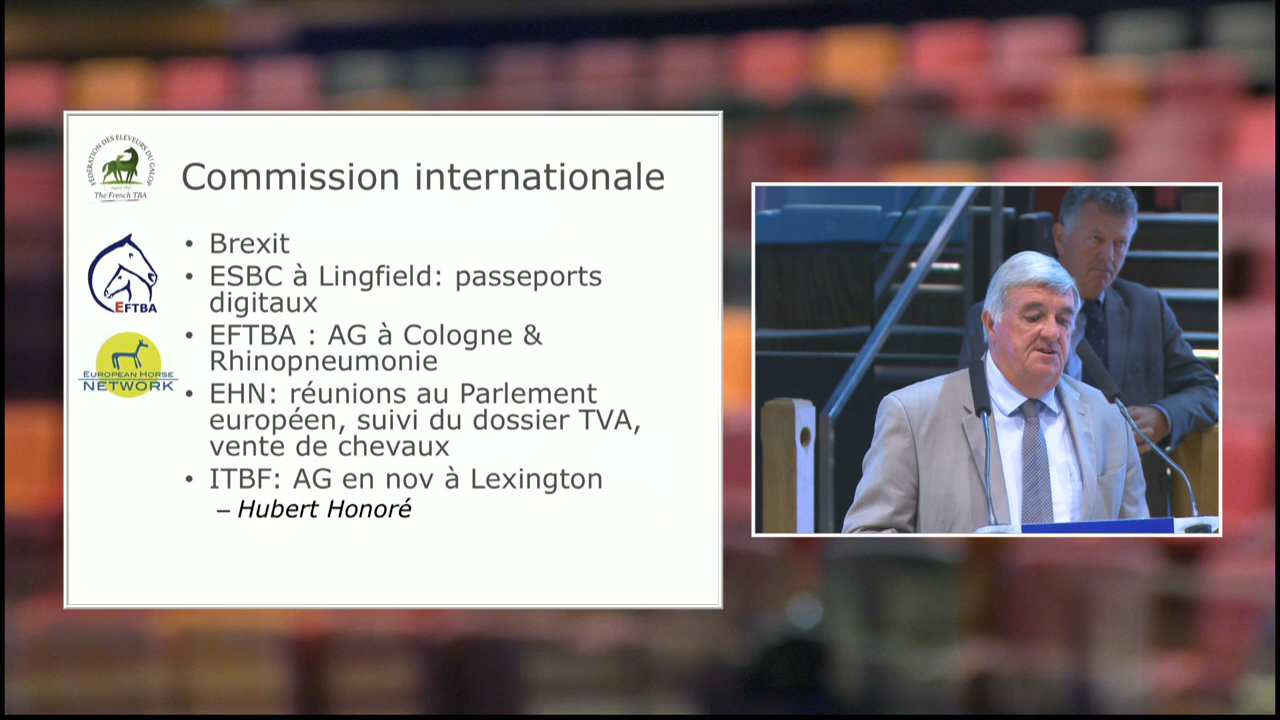 FÉDÉRATION DES ELEVEURS DU GALOP
The French TBA
Commission internationale
EFTBA
EUROPEAN HORSE
NETWORK
• Brexit
• ESBC à Lingfield: passeports
digitaux
• EFTBA : AG à Cologne &
Rhinopneumonie
• EHN: réunions au Parlement
européen, suivi du dossier TVA,
vente de chevaux
• ITBF: AG en nov à Lexington
– Hubert Honoré